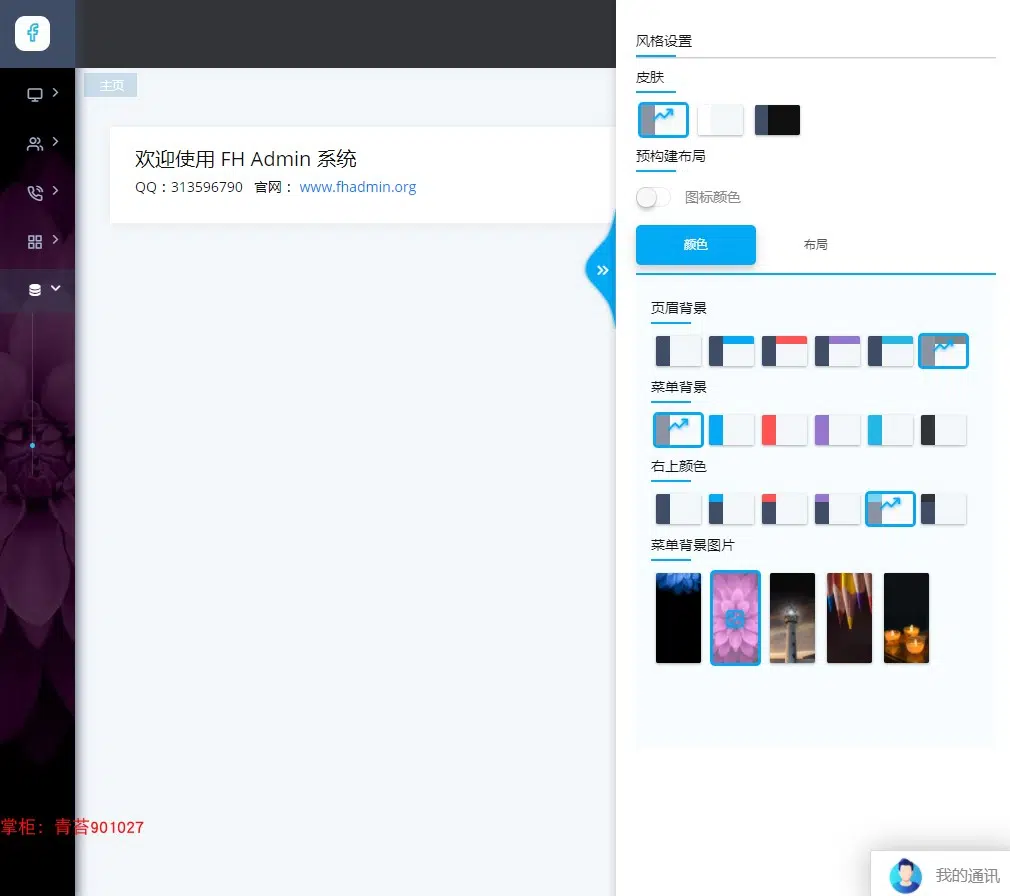 主页
欢迎使用 FH Admin 系统
QQ：313596790 官网： www.fhadmin.org
风格设置
皮肤
预构建布局
图标颜色
颜色 布局
页眉背景
菜单背景
右上颜色
菜单背景图片
掌柜：青苔901027
我的通讯